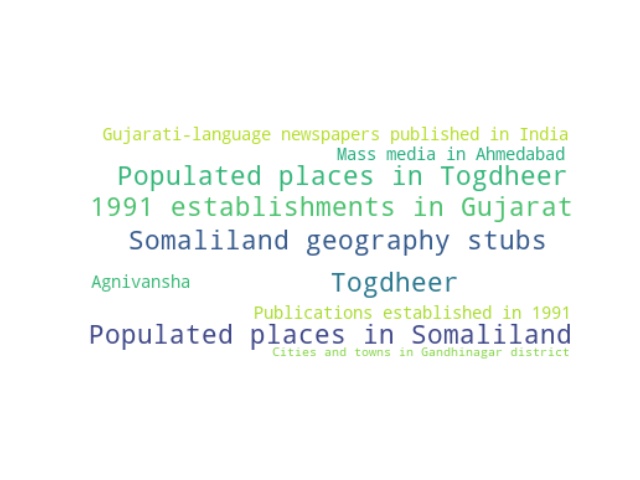 Gujarati-language newspapers published in India
Mass media in Ahmedabad
Populated places in Togdheer
1991 establishments in Gujarat
Somaliland geography stubs
Agnivansha
Togdheer
Publications established in 1991
Populated places in Somaliland
Cities and towns in Gandhinagar district